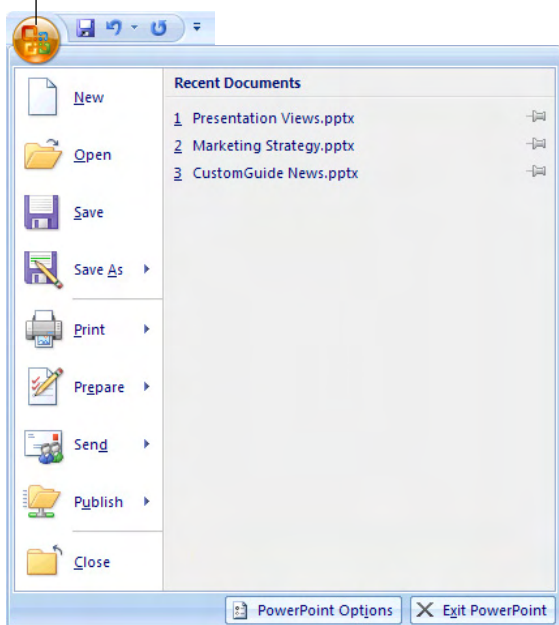 New
Open
Save
Save As
Print
Prepare
Send
Publish
Close
Recent Documents
1 Presentation Views.pptx
2 Marketing Strategy.pptx
3 CustomGuide News.pptx
PowerPoint Options
Exit PowerPoint